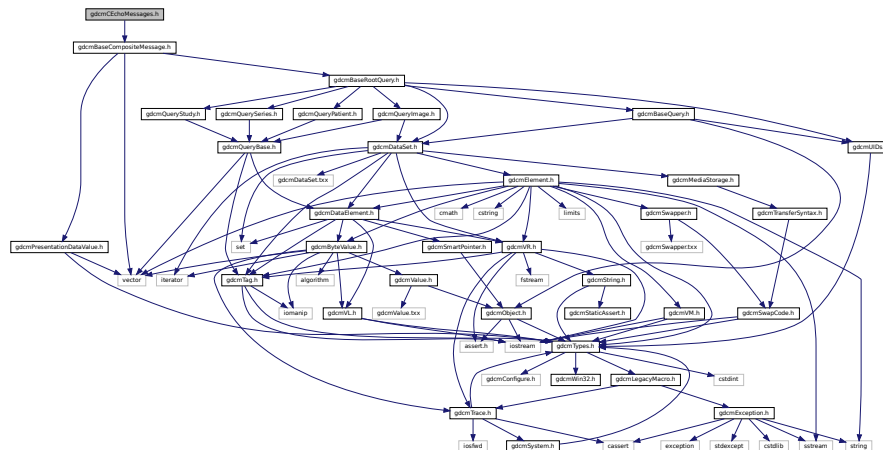 gdcmCEchoMessages.h
gdcmBaseCompositeMessage.h
gdcmBaseRootQuery.h
gdcmQueryStudy.h
gdcmQuerySeries.h
gdcmQueryPatient.h
gdcmQueryImage.h
gdcmBaseQuery.h
gdcmQueryBase.h
gdcmDataSet.h
gdcmUIDs
gdcmDataSet.txx
gdcmElement.h
gdcmMediaStorage.h
gdcmDataElement.h
cmath
cstring
limits
gdcmSwapper.h
gdcmTransferSyntax.h
gdcmPresentationDataValue.h
set
gdcmByteValue.h
gdcmSmartPointer.h
gdcmVR.h
gdcmSwapper.txx
vector
iterator
gdcmTag.h
algorithm
gdcmValue.h
fstream
gdcmString.h
iomanip
gdcmVL.h
gdcmValue.txx
gdcmObject.h
gdcmStaticAssert.h
gdcmVM.h
gdcmSwapCode.h
assert.h
iostream
gdcmTypes.h
gdcmConfigure.h
gdcmWin32.h
gdcmLegacyMacro.h
cstdint
gdcmTrace.h
gdcmException.h
iosfwd
gdcmSystem.h
cassert
exception
stdexcept
cstdlib
sstream
string